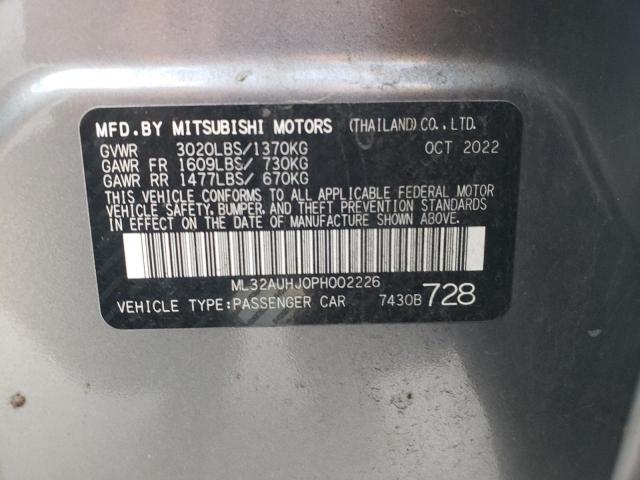 MFD.BY MITSUBISHI MOTORS (THAILAND) CO., LTD.
GVWR 3020LBS/1370KG OCT 2022
GAWR FR 1609LBS/ 730KG
GAWR RR 1477LBS/ 670KG
THIS VEHICLE CONFORMS TO ALL APPLICABLE FEDERAL MOTOR
VEHICLE SAFETY, BUMPER, AND THEFT PREVENTION STANDARDS
IN EFFECT ON THE DATE OF MANUFACTURE SHOWN ABOVE.
ML32AUHJ0PH002226
VEHICLE TYPE:PASSENGER CAR 7430B 728